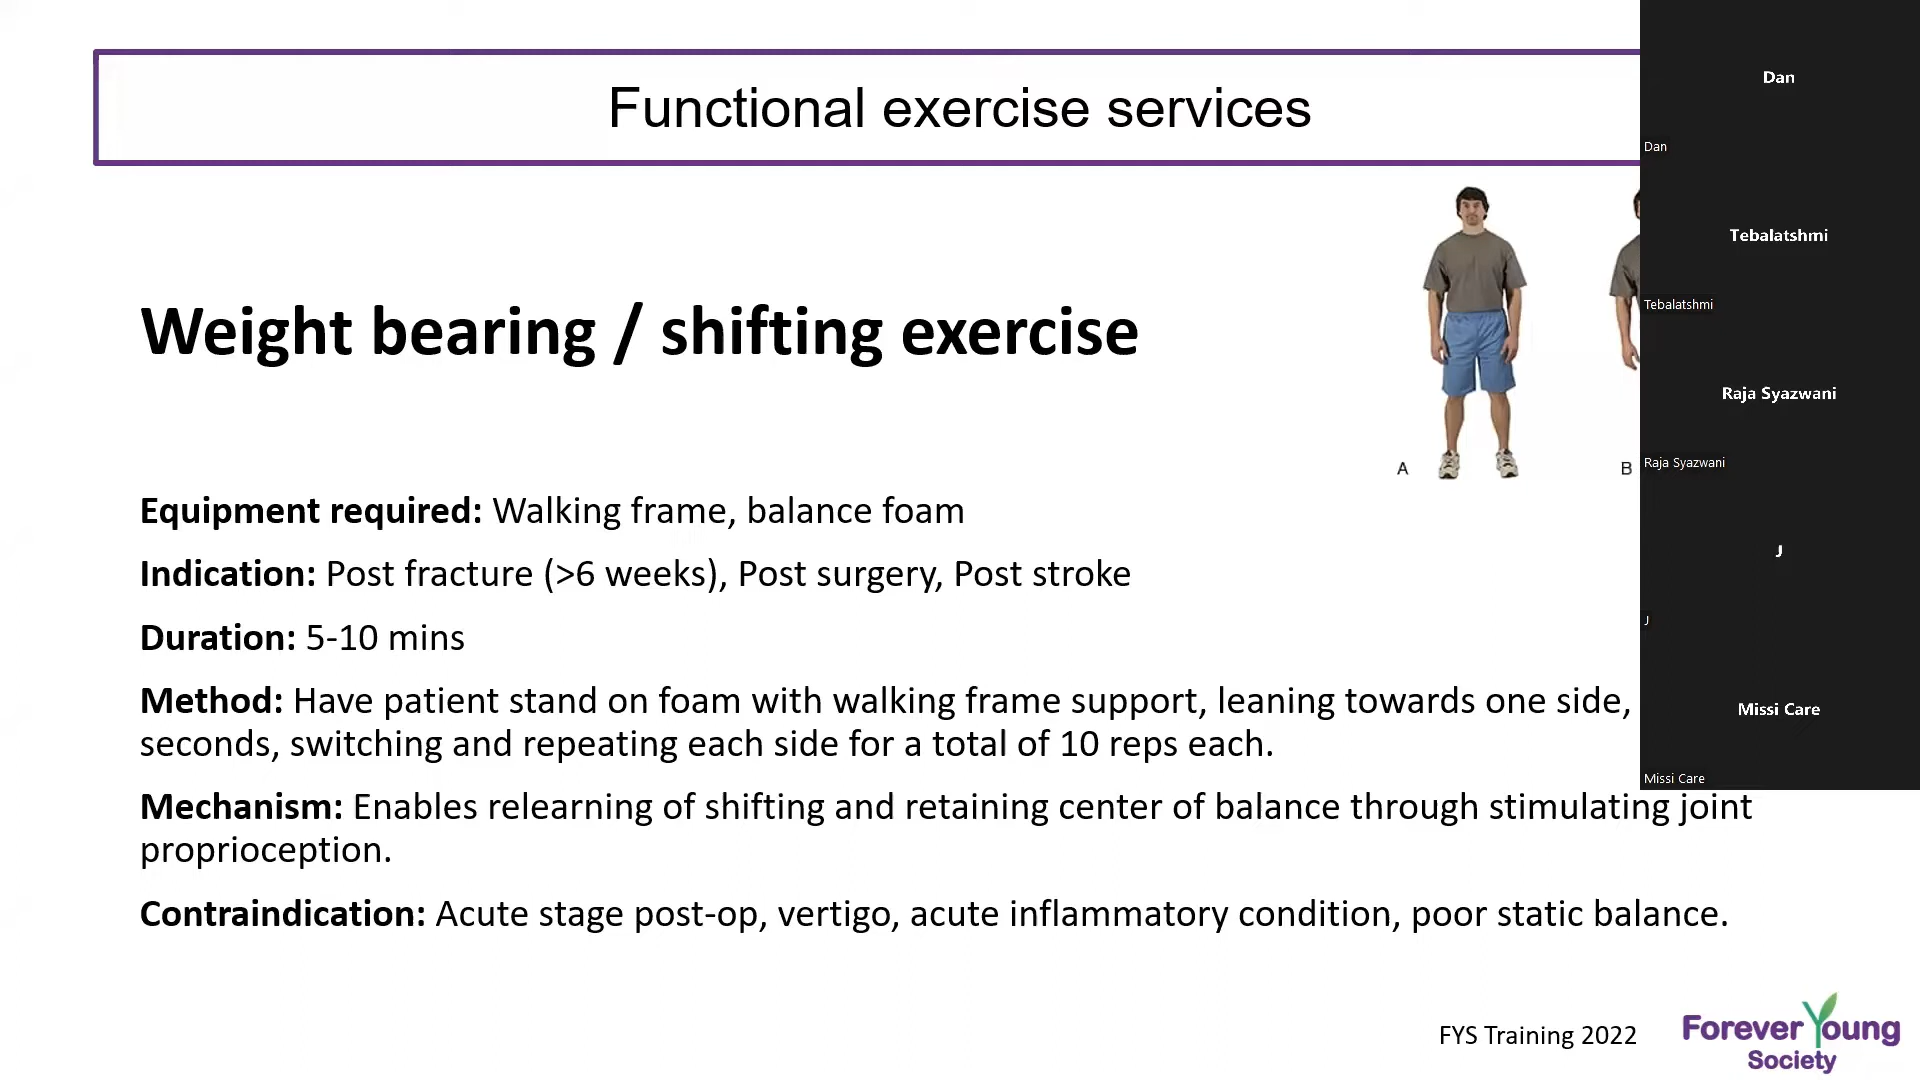 Functional exercise services
Weight bearing / shifting exercise
A
B
Equipment required: Walking frame, balance foam
Indication: Post fracture (>6 weeks), Post surgery, Post stroke
Duration: 5-10 mins
Method: Have patient stand on foam with walking frame support, leaning towards one side,
seconds, switching and repeating each side for a total of 10 reps each.
Mechanism: Enables relearning of shifting and retaining center of balance through stimulating joint
proprioception.
Contraindication: Acute stage post-op, vertigo, acute inflammatory condition, poor static balance.
FYS Training 2022
Forever Young
Society
Dan
Dan
Tebalatshmi
Tebalatshmi
Raja Syazwani
Raja Syazwani
J
J
Missi Care
Missi Care